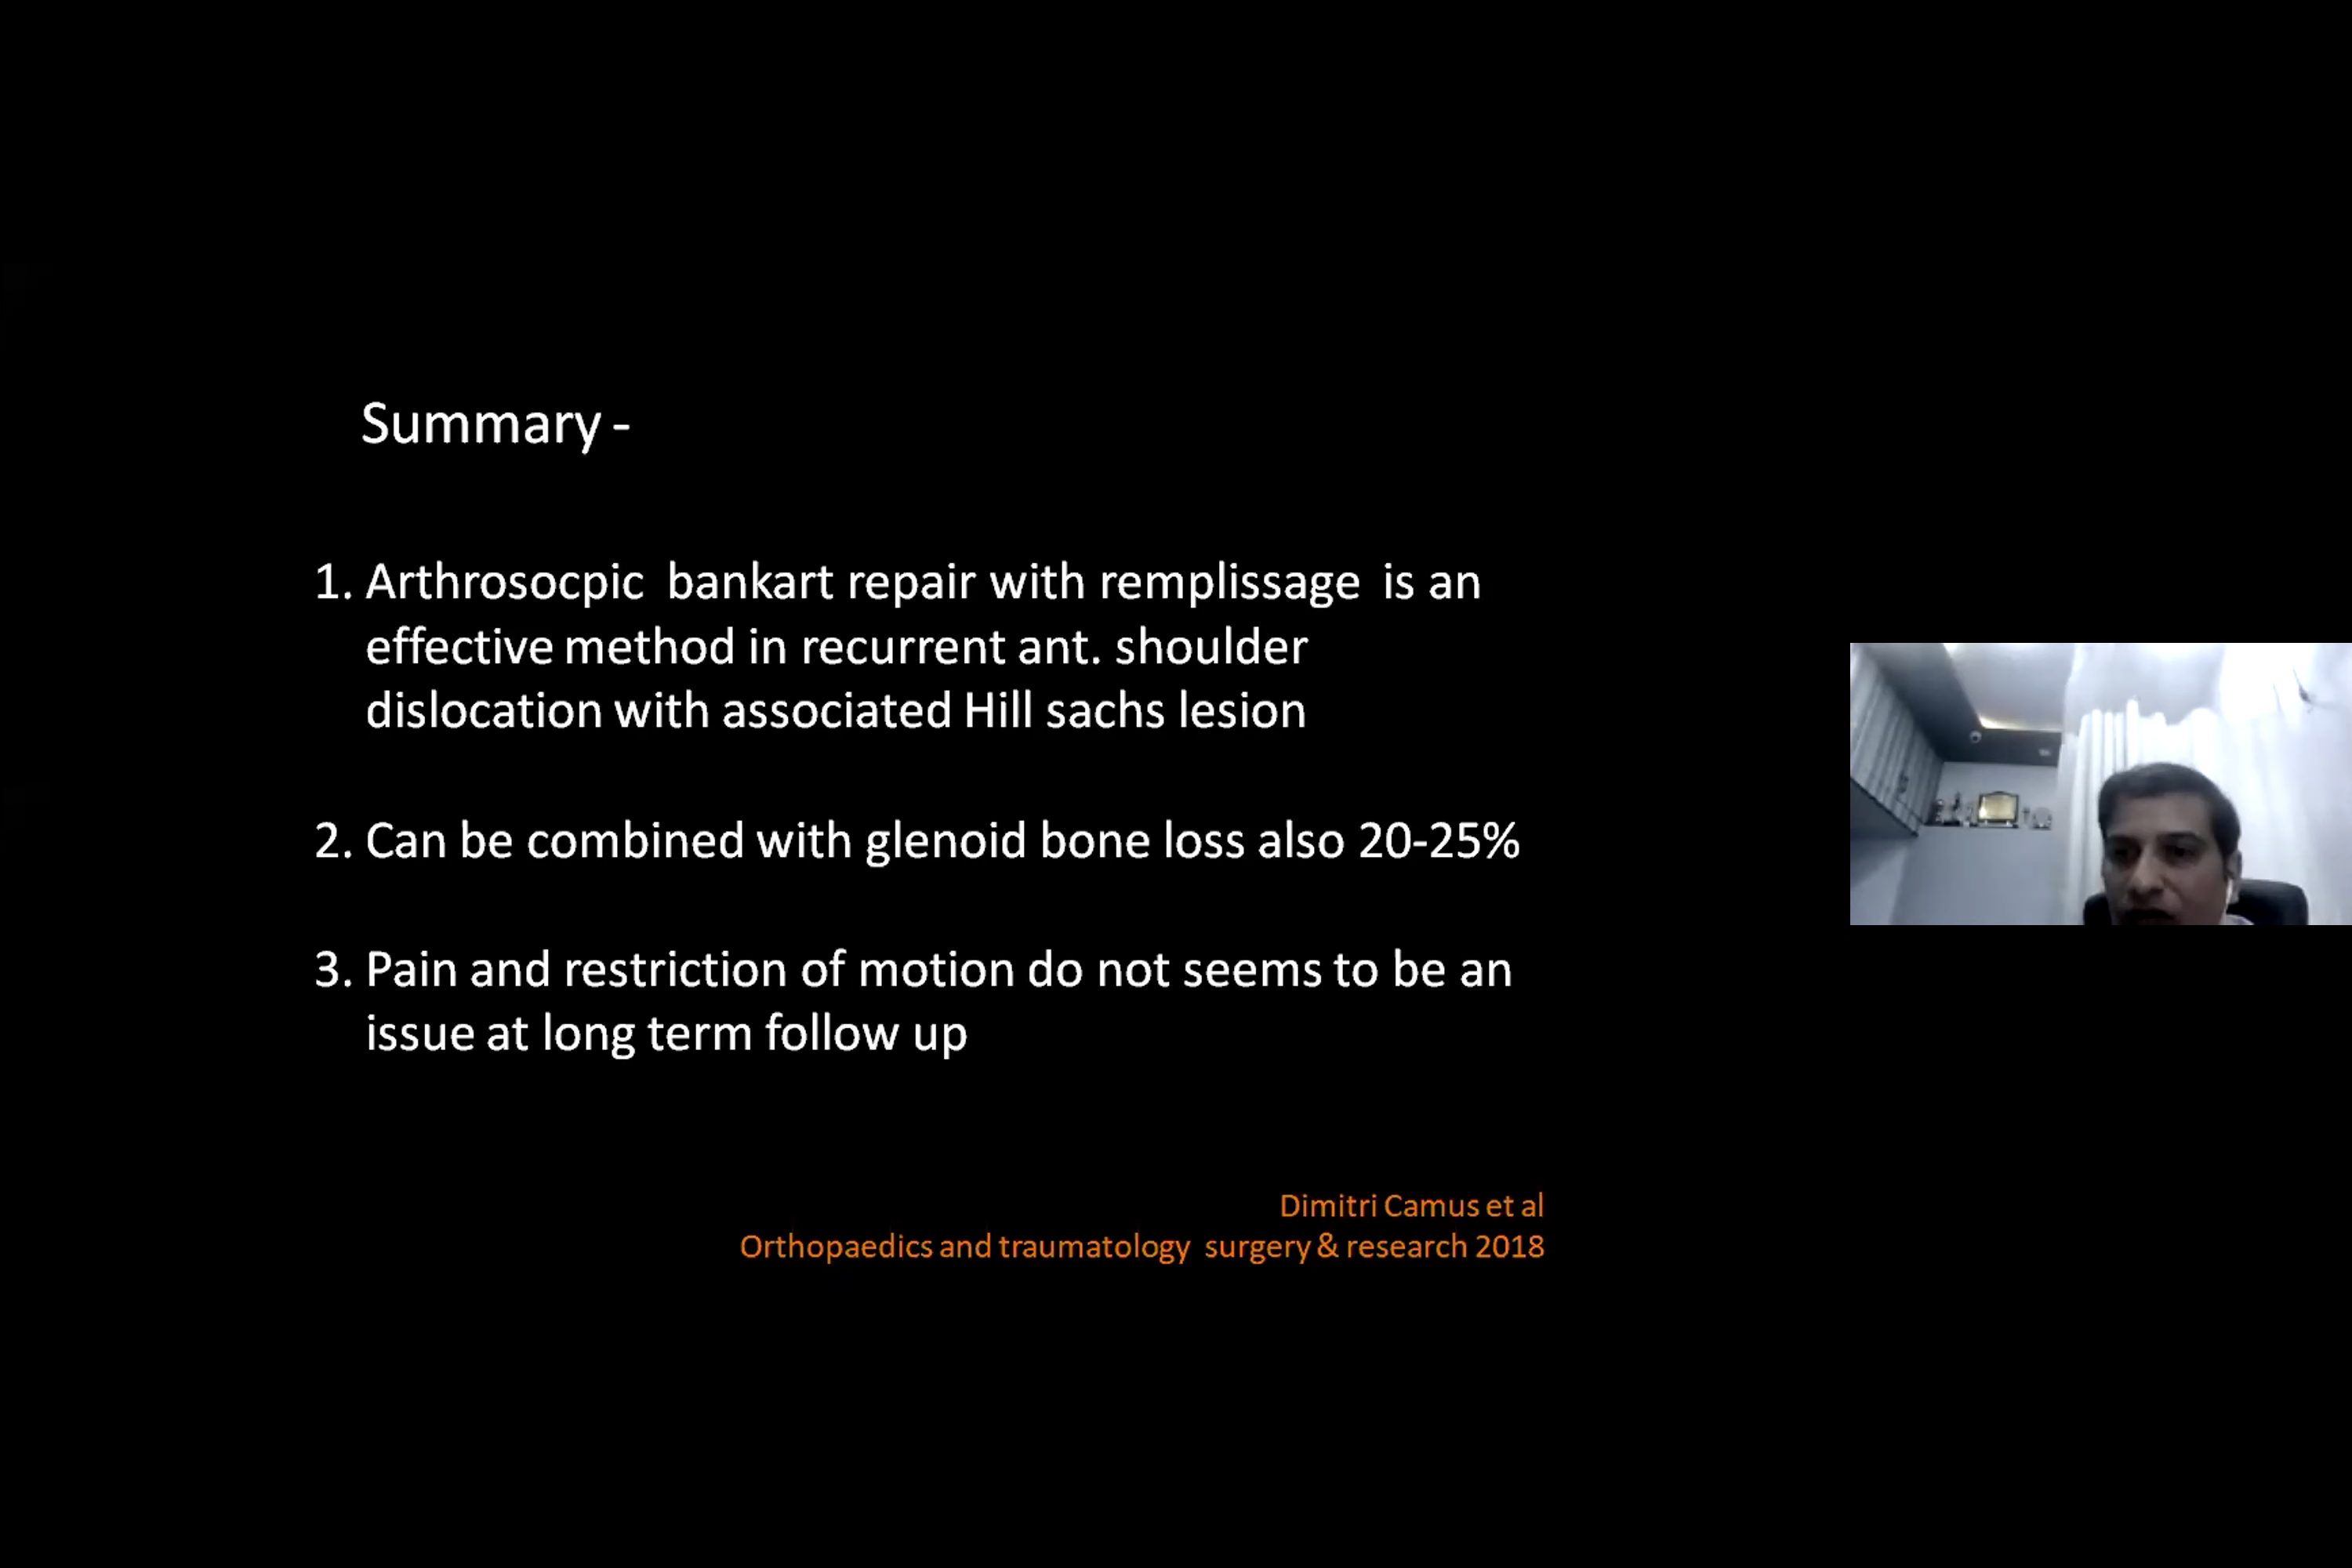 Summary -
1. Arthrosocpic bankart repair with remplissage is an
effective method in recurrent ant. shoulder
dislocation with associated Hill sachs lesion
2. Can be combined with glenoid bone loss also 20-25%
3. Pain and restriction of motion do not seems to be an
issue at long term follow up
Dimitri Camus et al
Orthopaedics and traumatology surgery & research 2018